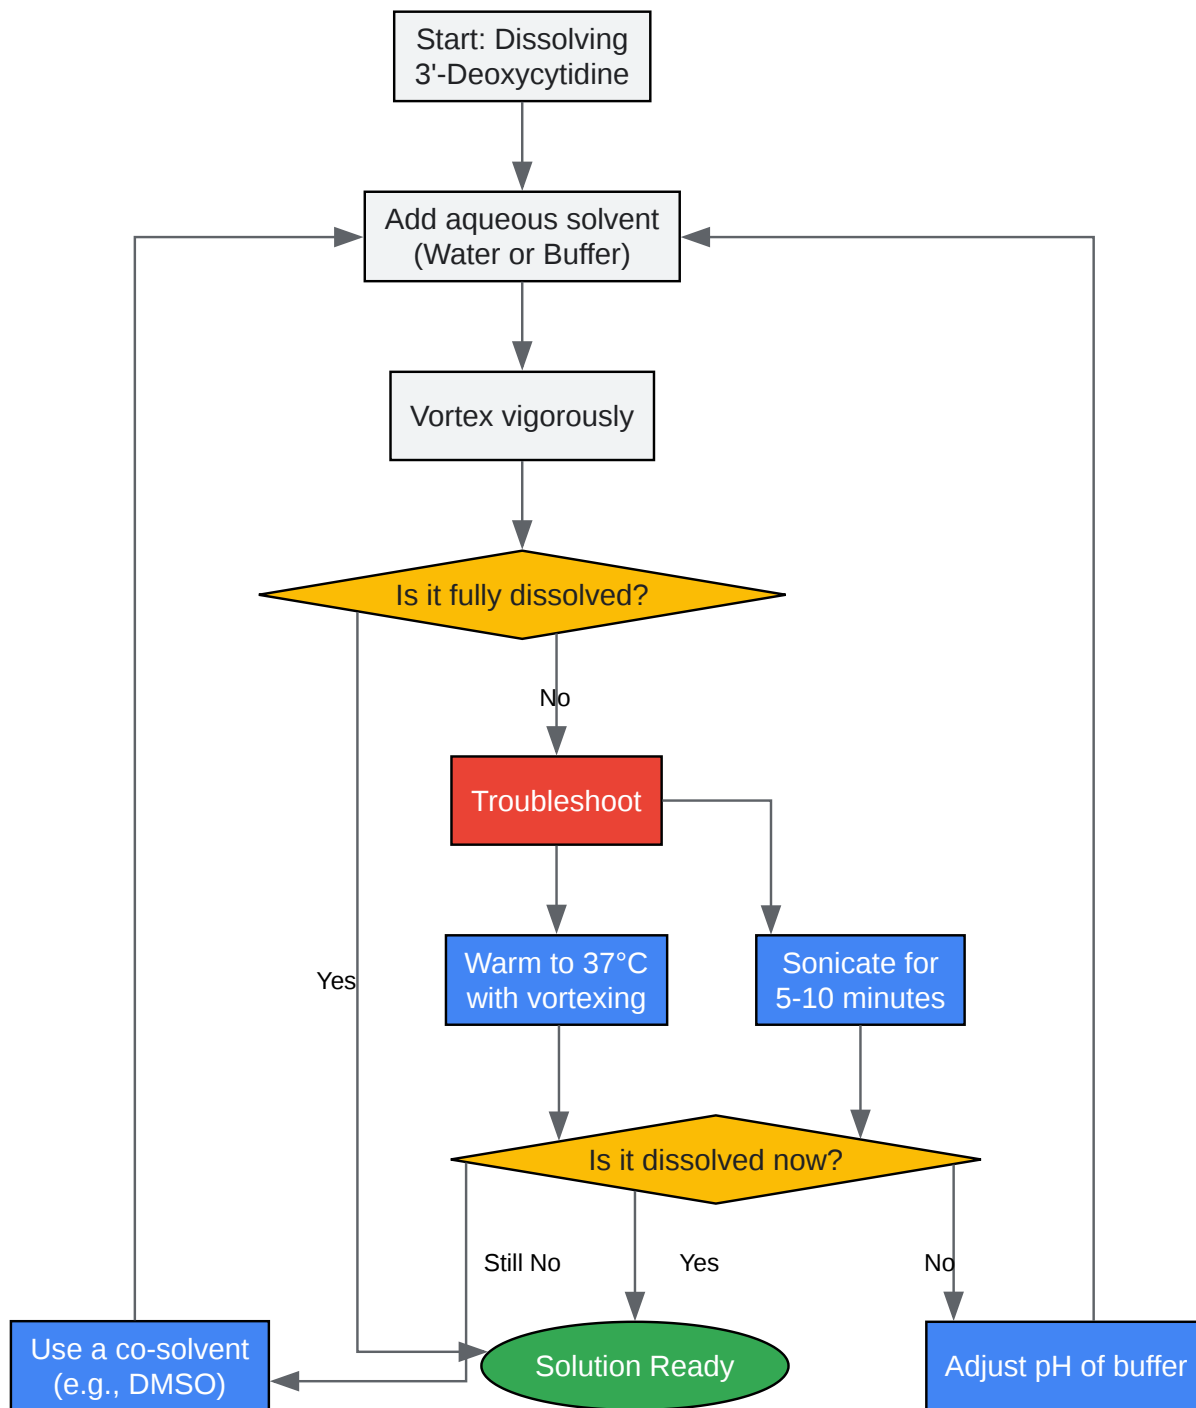 Start: Dissolving
3'-Deoxycytidine
Add aqueous solvent
(Water or Buffer)
Vortex vigorously
Is it fully dissolved?
No
Troubleshoot
Yes
Warm to 37°C
with vortexing
Sonicate for
5-10 minutes
Is it dissolved now?
Still No
Yes
No
Use a co-solvent
(e.g., DMSO)
Solution Ready
Adjust pH of buffer